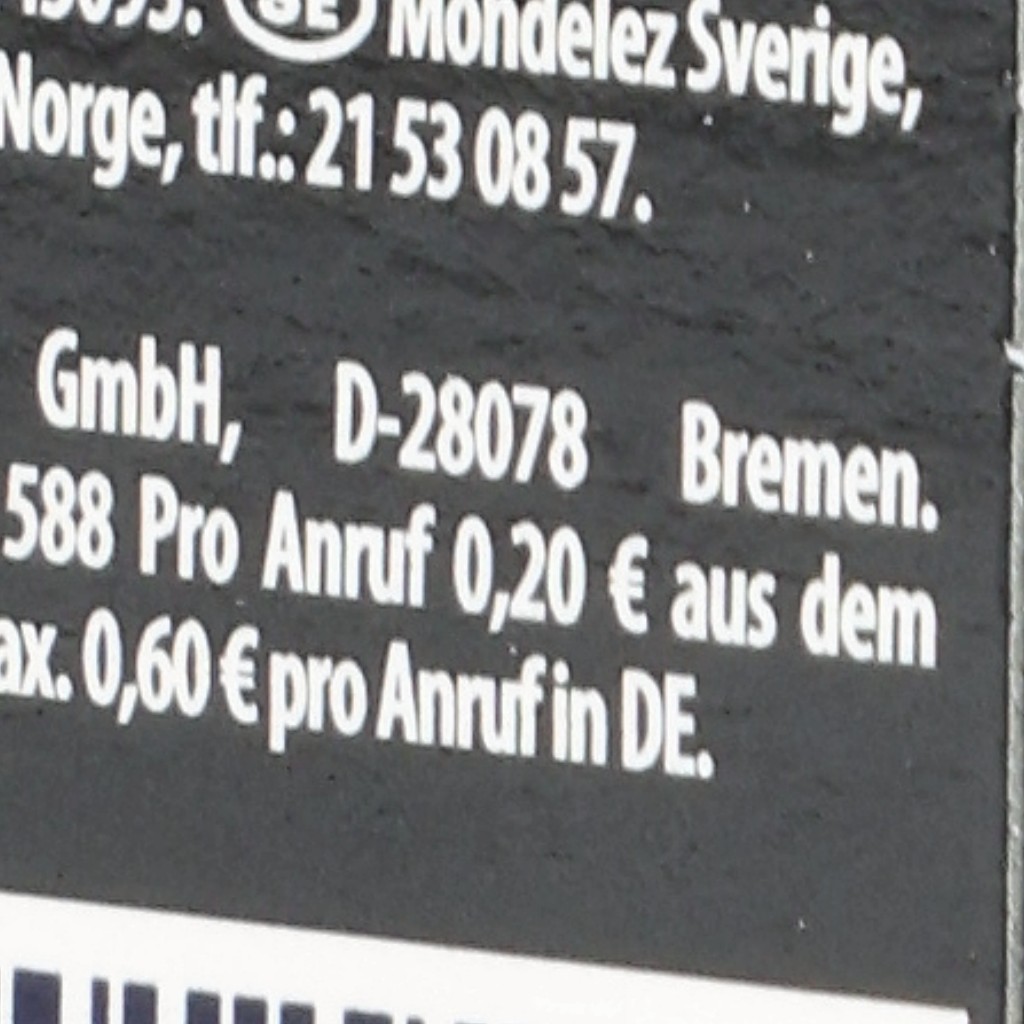 SE Mondelez Sverige,
Norge, tlf.: 21 53 08 57.
GmbH, D-28078 Bremen.
588 Pro Anruf 0,20 € aus dem
ax. 0,60 € pro Anruf in DE.